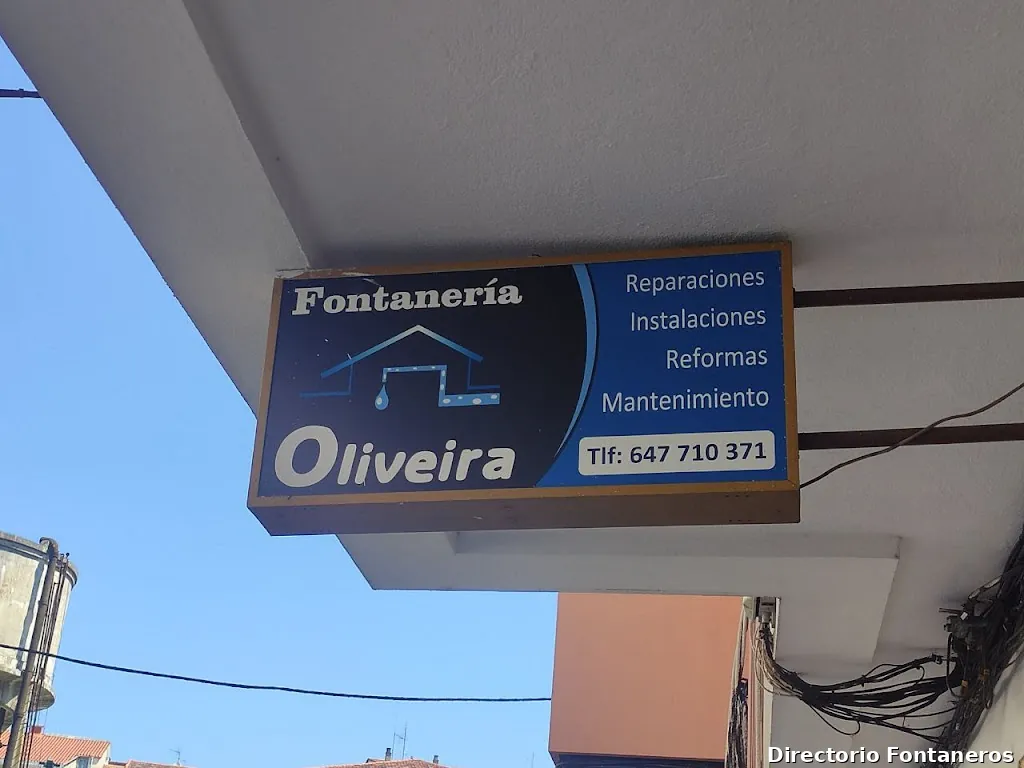 Fontanería
Oliveira
Reparaciones
Instalaciones
Reformas
Mantenimiento
Tlf: 647 710 371
Directorio Fontaneros